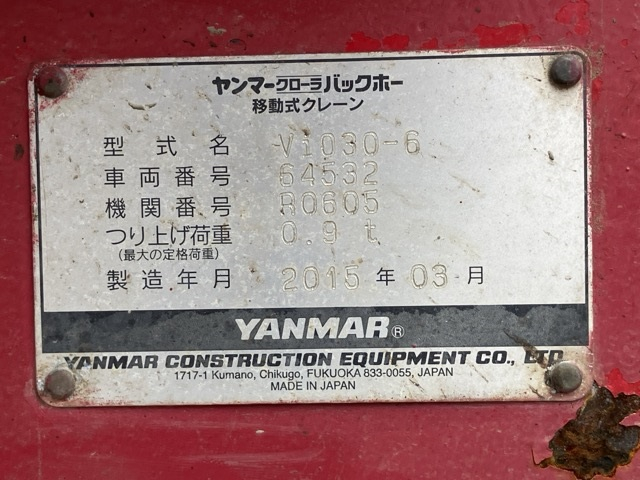 ヤンマークローラバックホー
移動式クレーン
型式名 Vi030-6
車両番号 64532
機関番号 R0605
つり上げ荷重 0.9 t
(最大の定格荷重)
製造年月 2015 年 03 月
YANMAR®
YANMAR CONSTRUCTION EQUIPMENT CO., LTD
1717-1 Kumano, Chikugo, FUKUOKA 833-0055, JAPAN
MADE IN JAPAN